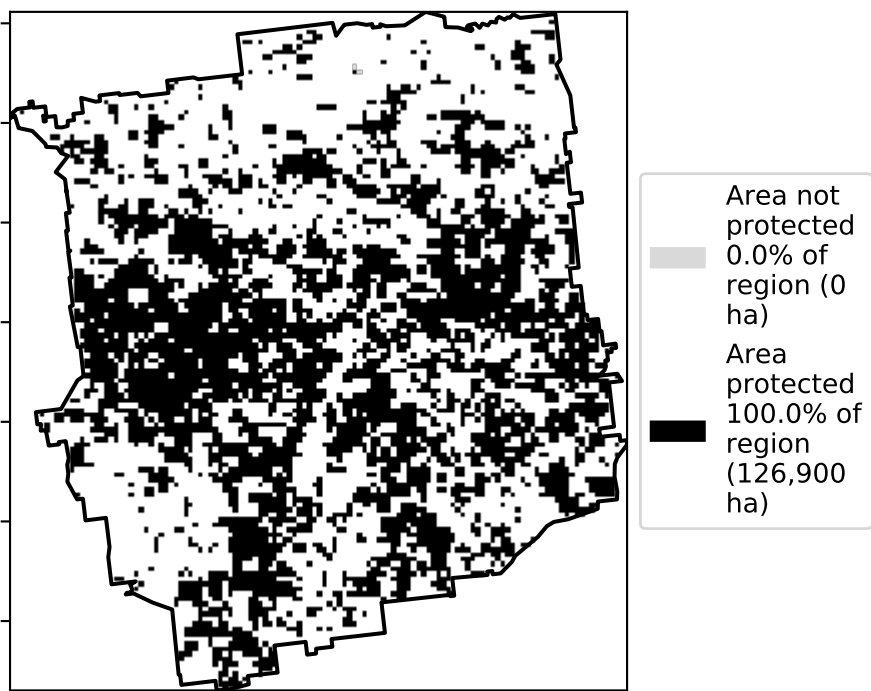 Area not
protected
0.0% of
region (0
ha)
Area
protected
100.0% of
region
(126,900
ha)